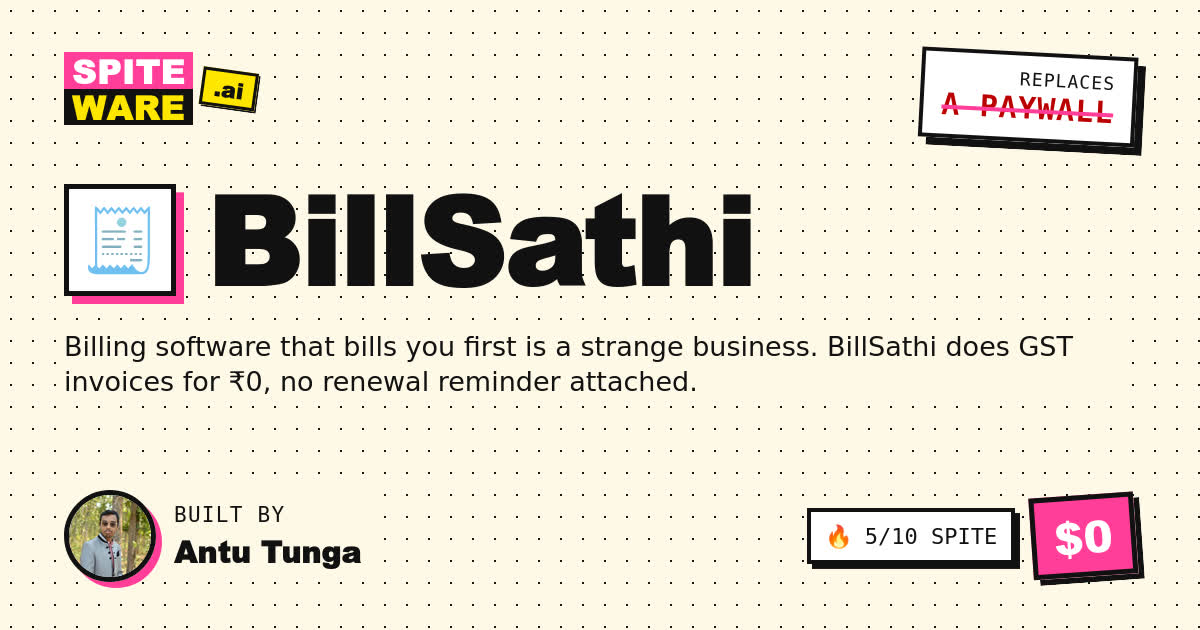 SPITE
WARE
.ai
REPLACES
A PAYWALL
BillSathi
Billing software that bills you first is a strange business. BillSathi does GST
invoices for ₹0, no renewal reminder attached.
BUILT BY
Antu Tunga
🔥 5/10 SPITE
$0